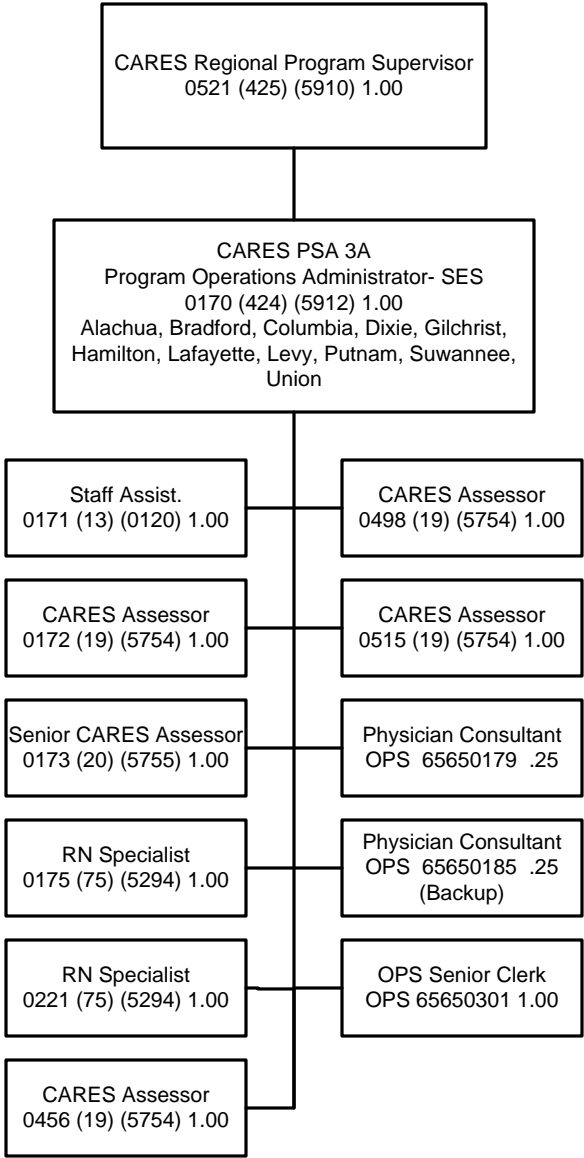 CARES Regional Program Supervisor
0521 (425) (5910) 1.00
CARES PSA 3A
Program Operations Administrator- SES
0170 (424) (5912) 1.00
Alachua, Bradford, Columbia, Dixie, Gilchrist,
Hamilton, Lafayette, Levy, Putnam, Suwannee,
Union
Staff Assist.
0171 (13) (0120) 1.00
CARES Assessor
0498 (19) (5754) 1.00
CARES Assessor
0172 (19) (5754) 1.00
CARES Assessor
0515 (19) (5754) 1.00
Senior CARES Assessor
0173 (20) (5755) 1.00
Physician Consultant
OPS 65650179 .25
RN Specialist
0175 (75) (5294) 1.00
Physician Consultant
OPS 65650185 .25
(Backup)
RN Specialist
0221 (75) (5294) 1.00
OPS Senior Clerk
OPS 65650301 1.00
CARES Assessor
0456 (19) (5754) 1.00